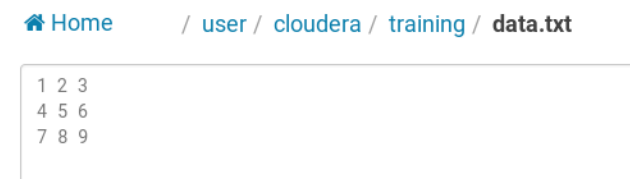 Home / user / cloudera / training / data.txt
1 2 3
4 5 6
7 8 9